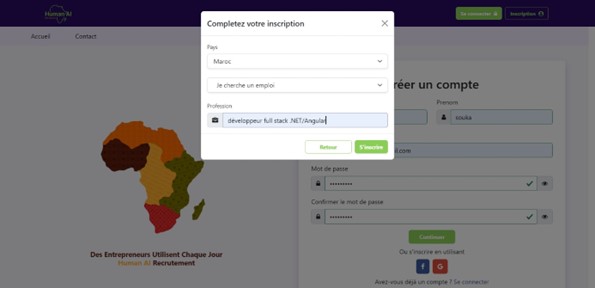 Human AI
Se connecter
Inscription
Accueil
Contact
Completez votre inscription
Pays
Maroc
Je cherche un emploi
Profession
développeur full stack .NET/Angular
Retour
S'inscrire
réer un compte
Prenom
souka
il.com
Mot de passe
Confirmer le mot de passe
Continuer
Ou s'inscrire en utilisant
Avez-vous déjà un compte ? Se connecter
Des Entrepreneurs Utilisent Chaque Jour
Human AI Recrutement